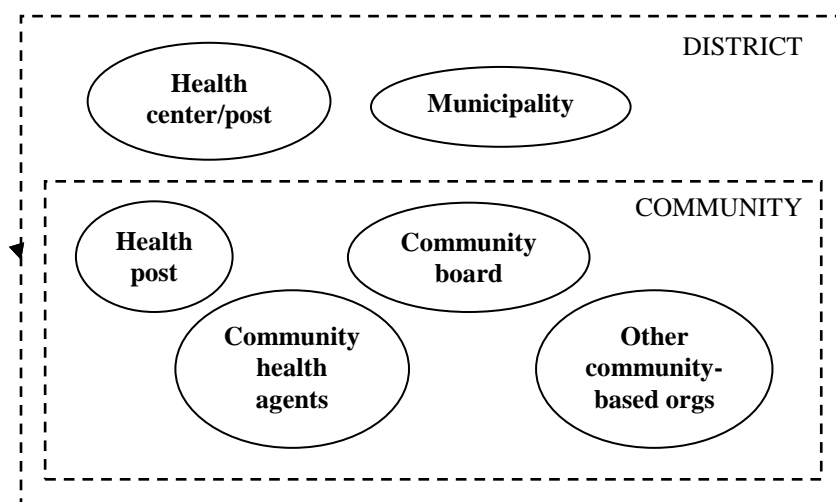 DISTRICT
Health
center/post
Municipality
COMMUNITY
Health
post
Community
board
Community
health
agents
Other
community-
based orgs